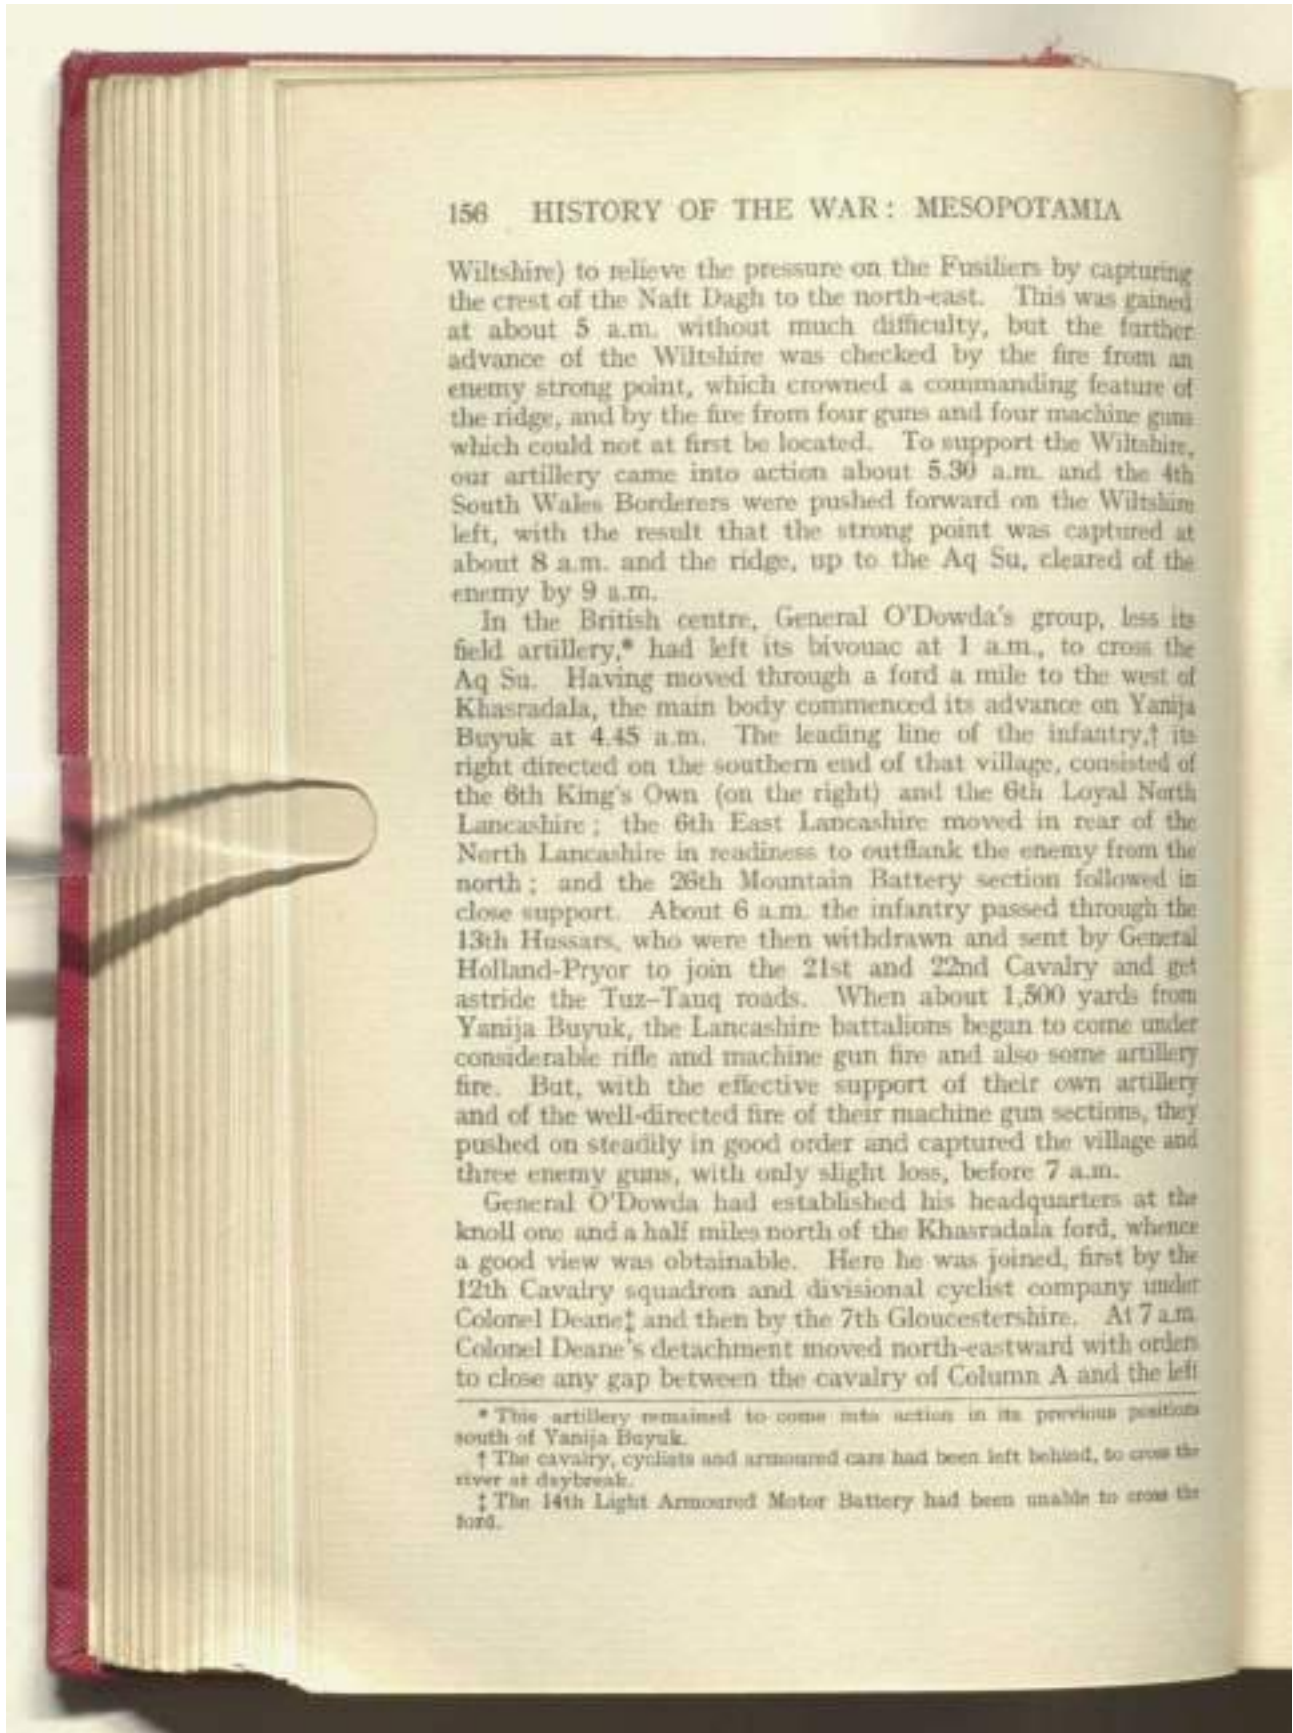 156 HISTORY OF THE WAR: MESOPOTAMIA
Wiltshire) to relieve the pressure on the Fusiliers by capturing
the crest of the Naft Dagh to the north-east. This was gained
at about 5 a.m. without much difficulty, but the further
advance of the Wiltshire was checked by the fire from an
enemy strong point, which crowned a commanding feature of
the ridge, and by the fire from four guns and four machine guns
which could not at first be located. To support the Wiltshire,
our artillery came into action about 5.30 a.m. and the 4th
South Wales Borderers were pushed forward on the Wiltshire
left, with the result that the strong point was captured at
about 8 a.m. and the ridge, up to the Aq Su, cleared of the
enemy by 9 a.m.
In the British centre, General O'Dowda's group, less its
field artillery,* had left its bivouac at 1 a.m., to cross the
Aq Su. Having moved through a ford a mile to the west of
Khasradala, the main body commenced its advance on Yanija
Buyuk at 4.45 a.m. The leading line of the infantry,† its
right directed on the southern end of that village, consisted of
the 6th King's Own (on the right) and the 6th Loyal North
Lancashire; the 6th East Lancashire moved in rear of the
North Lancashire in readiness to outflank the enemy from the
north; and the 26th Mountain Battery section followed in
close support. About 6 a.m. the infantry passed through the
13th Hussars, who were then withdrawn and sent by General
Holland-Pryor to join the 21st and 22nd Cavalry and get
astride the Tuz–Tauq roads. When about 1,500 yards from
Yanija Buyuk, the Lancashire battalions began to come under
considerable rifle and machine gun fire and also some artillery
fire. But, with the effective support of their own artillery
and of the well-directed fire of their machine gun sections, they
pushed on steadily in good order and captured the village and
three enemy guns, with only slight loss, before 7 a.m.
General O'Dowda had established his headquarters at the
knoll one and a half miles north of the Khasradala ford, whence
a good view was obtainable. Here he was joined, first by the
12th Cavalry squadron and divisional cyclist company under
Colonel Deane‡ and then by the 7th Gloucestershire. At 7 a.m.
Colonel Deane's detachment moved north-eastward with orders
to close any gap between the cavalry of Column A and the left
* This artillery remained to come into action in its previous positions
south of Yanija Buyuk.
† The cavalry, cyclists and armoured cars had been left behind, to cross the
river at daybreak.
‡ The 14th Light Armoured Motor Battery had been unable to cross the
ford.